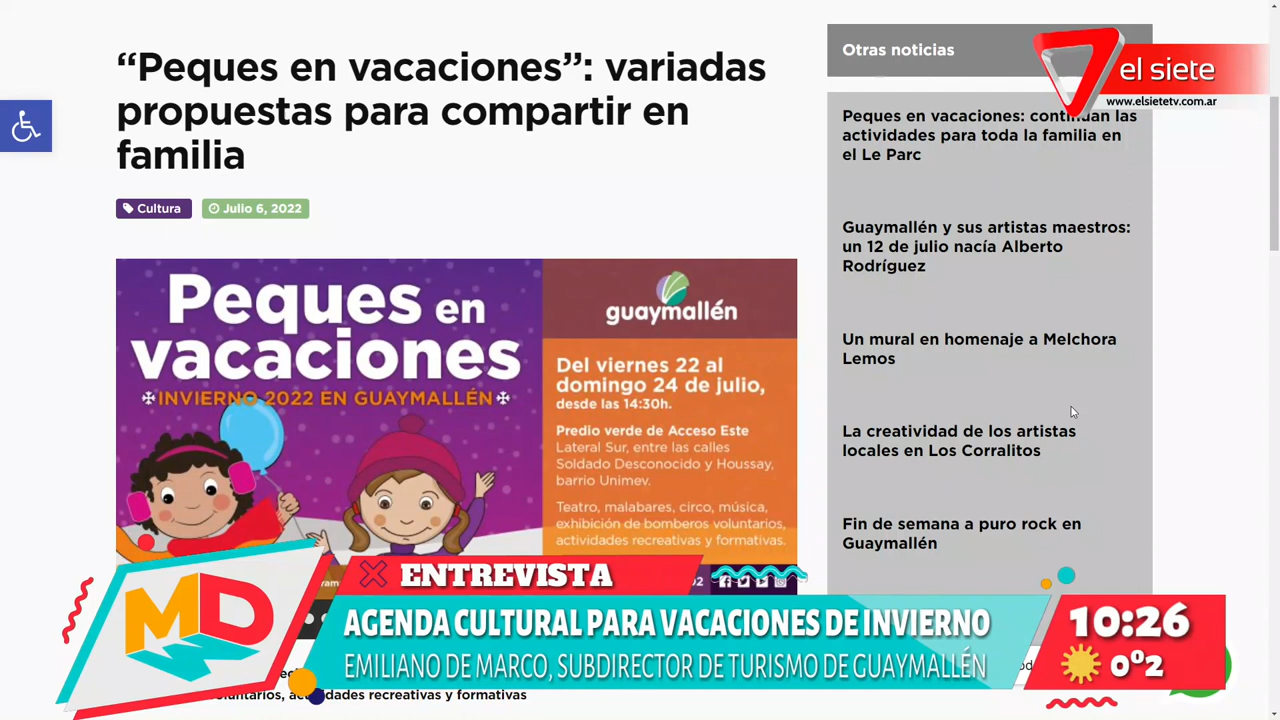 “Peques en vacaciones”: variadas
propuestas para compartir en
familia
Cultura
Julio 6, 2022
Peques en
vacaciones
INVIERNO 2022 EN GUAYMALLÉN
guaymallén
Del viernes 22 al
domingo 24 de julio,
desde las 14:30h.
Predio verde de Acceso Este
Lateral Sur, entre las calles
Soldado Desconocido y Houssay,
barrio Unimev.
Teatro, malabares, circo, música,
exhibición de bomberos voluntarios,
actividades recreativas y formativas.
Otras noticias
el siete
www.elsietetv.com.ar
Peques en vacaciones: continúan las
actividades para toda la familia en
el Le Parc
Guaymallén y sus artistas maestros:
un 12 de julio nacía Alberto
Rodríguez
Un mural en homenaje a Melchora
Lemos
La creatividad de los artistas
locales en Los Corralitos
Fin de semana a puro rock en
Guaymallén
MD
ENTREVISTA
AGENDA CULTURAL PARA VACACIONES DE INVIERNO
EMILIANO DE MARCO, SUBDIRECTOR DE TURISMO DE GUAYMALLÉN
10:26
0º2
recreativas y formativas